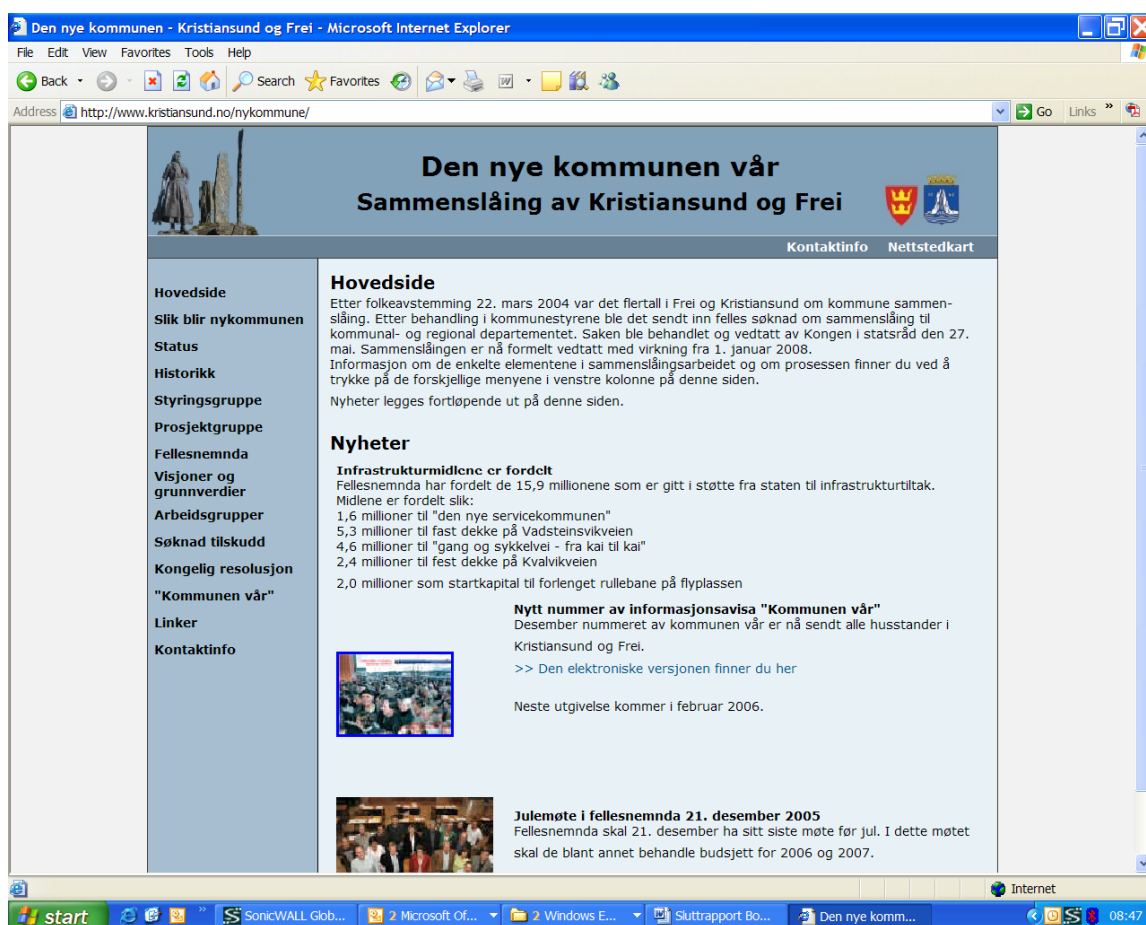 Den nye kommunen - Kristiansund og Frei - Microsoft Internet Explorer
File Edit View Favorites Tools Help
Back Search Favorites
Address http://www.kristiansund.no/nykommune/ Go Links »
Den nye kommunen vår
Sammenslåing av Kristiansund og Frei
Kontaktinfo Nettstedkart
Hovedside
Slik blir nykommunen
Status
Historikk
Styringsgruppe
Prosjektgruppe
Fellesnemnda
Visjoner og
grunnverdier
Arbeidsgrupper
Søknad tilskudd
Kongelig resolusjon
"Kommunen vår"
Linker
Kontaktinfo
Hovedside
Etter folkeavstemming 22. mars 2004 var det flertall i Frei og Kristiansund om kommune sammen-
slåing. Etter behandling i kommunestyrene ble det sendt inn felles søknad om sammenslåing til
kommunal- og regional departementet. Saken ble behandlet og vedtatt av Kongen i statsråd den 27.
mai. Sammenslåingen er nå formelt vedtatt med virkning fra 1. januar 2008.
Informasjon om de enkelte elementene i sammenslåingsarbeidet og om prosessen finner du ved å
trykke på de forskjellige menyene i venstre kolonne på denne siden.
Nyheter legges fortløpende ut på denne siden.
Nyheter
Infrastrukturmidlene er fordelt
Fellesnemnda har fordelt de 15,9 millionene som er gitt i støtte fra staten til infrastrukturtiltak.
Midlene er fordelt slik:
1,6 millioner til "den nye servicekommunen"
5,3 millioner til fast dekke på Vadsteinsvikveien
4,6 millioner til "gang og sykkelvei - fra kai til kai"
2,4 millioner til fest dekke på Kvalvikveien
2,0 millioner som startkapital til forlenget rullebane på flyplassen
Nytt nummer av informasjonsavisa "Kommunen vår"
Desember nummeret av kommunen vår er nå sendt alle husstander i
Kristiansund og Frei.
>> Den elektroniske versjonen finner du her
Neste utgivelse kommer i februar 2006.
Julemøte i fellesnemnda 21. desember 2005
Fellesnemnda skal 21. desember ha sitt siste møte før jul. I dette møtet
skal de blant annet behandle budsjett for 2006 og 2007.
Internet
start » SonicWALL Glob... 2 Microsoft Of... 2 Windows E... Sluttrapport Bo... Den nye komm... 08:47